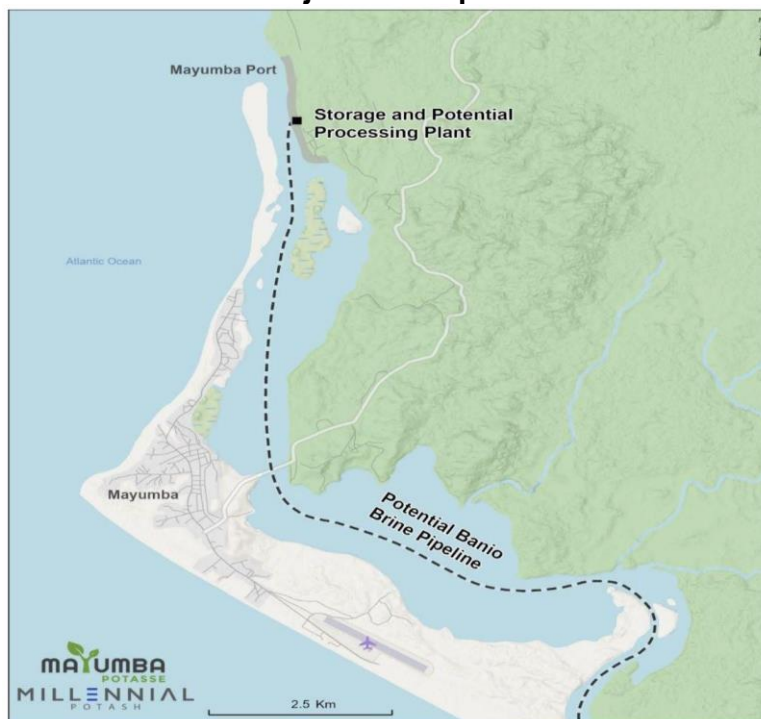 Mayumba Port
Storage and Potential
Processing Plant
Atlantic Ocean
Potential Banio
Brine Pipeline
Mayumba
MAYUMBA
POTASSE
MILLENNIAL
POTASH
2.5 Km